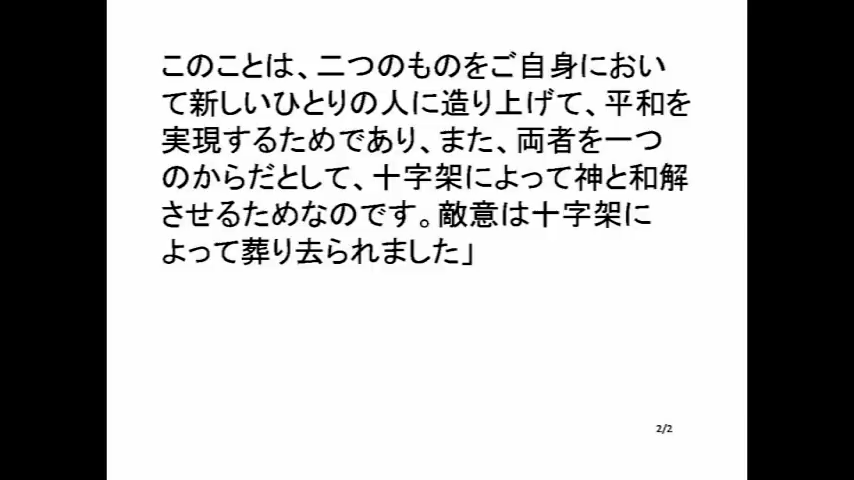 このことは、二つのものをご自身におい
て新しいひとりの人に造り上げて、平和を
実現するためであり、また、両者を一つ
のからだとして、十字架によって神と和解
させるためなのです。敵意は十字架に
よって葬り去られました」
2/2